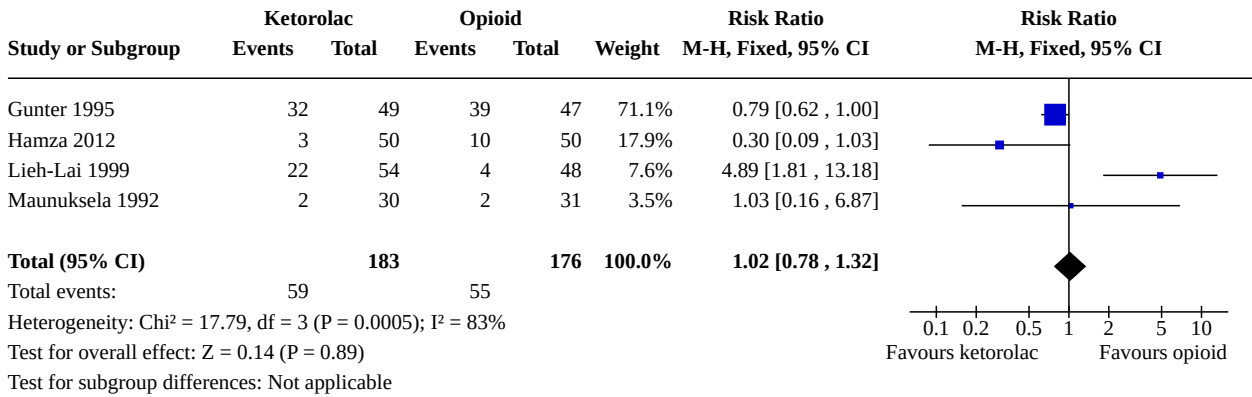 Ketorolac Opioid Risk Ratio Risk Ratio
Study or Subgroup Events Total Events Total Weight M-H, Fixed, 95% CI M-H, Fixed, 95% CI
Gunter 1995 32 49 39 47 71.1% 0.79 [0.62 , 1.00]
Hamza 2012 3 50 10 50 17.9% 0.30 [0.09 , 1.03]
Lieh-Lai 1999 22 54 4 48 7.6% 4.89 [1.81 , 13.18]
Maunuksela 1992 2 30 2 31 3.5% 1.03 [0.16 , 6.87]
Total (95% CI) 183 176 100.0% 1.02 [0.78 , 1.32]
Total events: 59 55
Heterogeneity: Chi² = 17.79, df = 3 (P = 0.0005); I² = 83%
0.1 0.2 0.5 1 2 5 10
Test for overall effect: Z = 0.14 (P = 0.89) Favours ketorolac Favours opioid
Test for subgroup differences: Not applicable